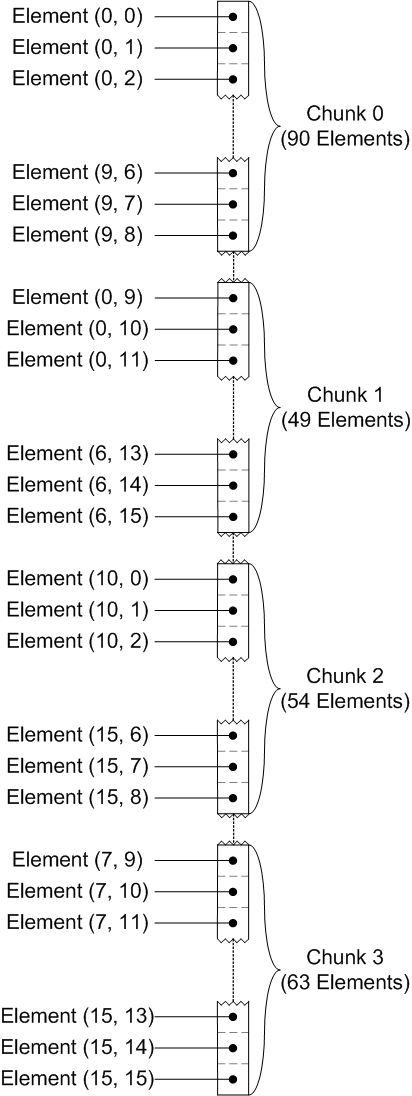 Element (0, 0)
Element (0, 1)
Element (0, 2)
Chunk 0
(90 Elements)
Element (9, 6)
Element (9, 7)
Element (9, 8)
Element (0, 9)
Element (0, 10)
Element (0, 11)
Chunk 1
(49 Elements)
Element (6, 13)
Element (6, 14)
Element (6, 15)
Element (10, 0)
Element (10, 1)
Element (10, 2)
Chunk 2
(54 Elements)
Element (15, 6)
Element (15, 7)
Element (15, 8)
Element (7, 9)
Element (7, 10)
Element (7, 11)
Chunk 3
(63 Elements)
Element (15, 13)
Element (15, 14)
Element (15, 15)